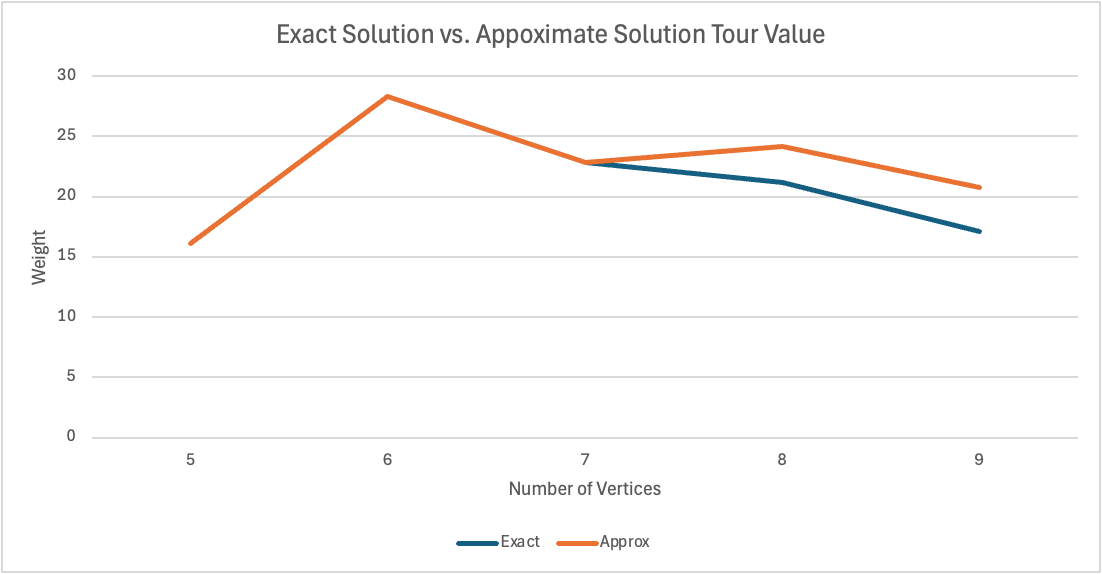 Exact Solution vs. Appoximate Solution Tour Value
30
25
20
15
10
5
0
Weight
5 6 7 8 9
Number of Vertices
Exact Approx